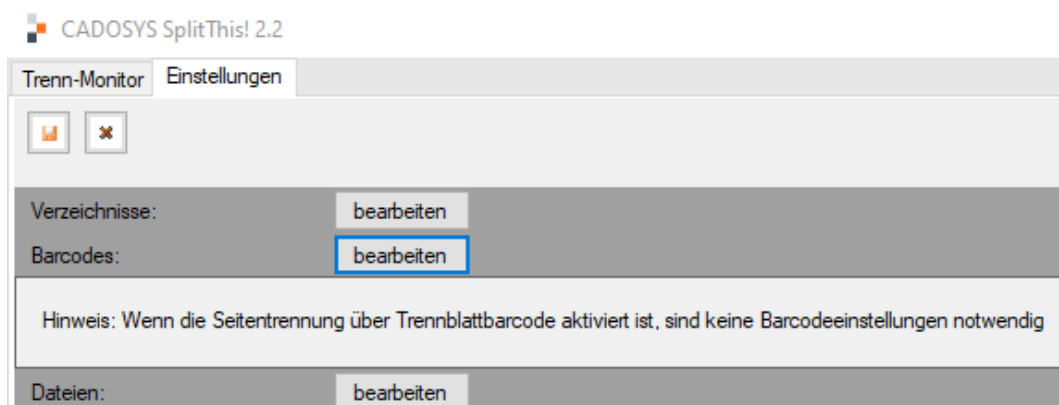 CADOSYS SplitThis! 2.2
Trenn-Monitor Einstellungen
Verzeichnisse: bearbeiten
Barcodes: bearbeiten
Hinweis: Wenn die Seitentrennung über Trennblattbarcode aktiviert ist, sind keine Barcodeeinstellungen notwendig
Dateien: bearbeiten